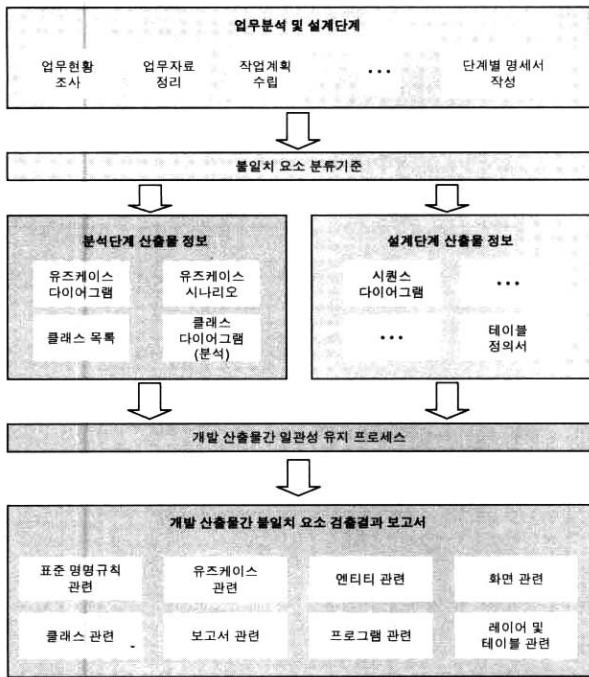 업무분석 및 설계단계
업무현황
조사
업무자료
정리
작업계획
수립
• • •
단계별 명세서
작성
불일치 요소 분류기준
분석단계 산출물 정보
유즈케이스
다이어그램
유즈케이스
시나리오
클래스 목록
클래스
다이어그램
(분석)
설계단계 산출물 정보
시퀀스
다이어그램
• • •
• • •
테이블
정의서
개발 산출물간 일관성 유지 프로세스
개발 산출물간 불일치 요소 검출결과 보고서
표준 명명규칙
관련
유즈케이스
관련
엔티티 관련
화면 관련
클래스 관련
보고서 관련
프로그램 관련
레이어 및
테이블 관련